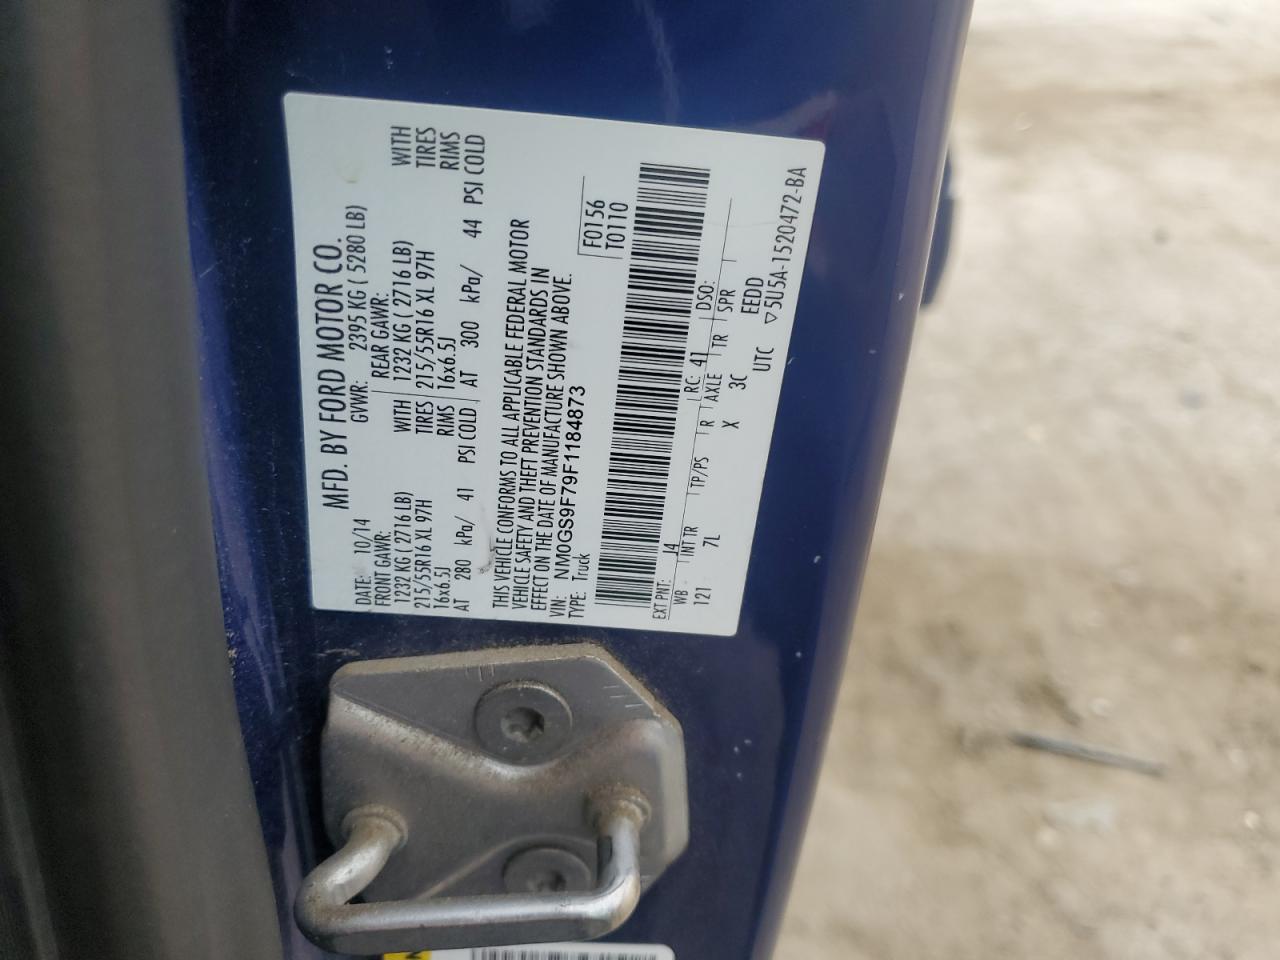 MFD. BY FORD MOTOR CO.
DATE: 10/14 GVWR: 2395 KG ( 5280 LB)
FRONT GAWR: REAR GAWR:
1232 KG ( 2716 LB) WITH 1232 KG ( 2716 LB) WITH
215/55R16 XL 97H TIRES 215/55R16 XL 97H TIRES
16x6.5J RIMS 16x6.5J RIMS
AT 280 kPa/ 41 PSI COLD AT 300 kPa/ 44 PSI COLD
THIS VEHICLE CONFORMS TO ALL APPLICABLE FEDERAL MOTOR
VEHICLE SAFETY AND THEFT PREVENTION STANDARDS IN
EFFECT ON THE DATE OF MANUFACTURE SHOWN ABOVE.
VIN: NM0GS9F79F1184873 F0156
TYPE: Truck T0110
EXT PNT: J4 RC: 41 DSO:
WB INT TR TP/PS R AXLE TR SPR
121 7L X 3C EEDD
UTC ▽5U5A-1520472-BA